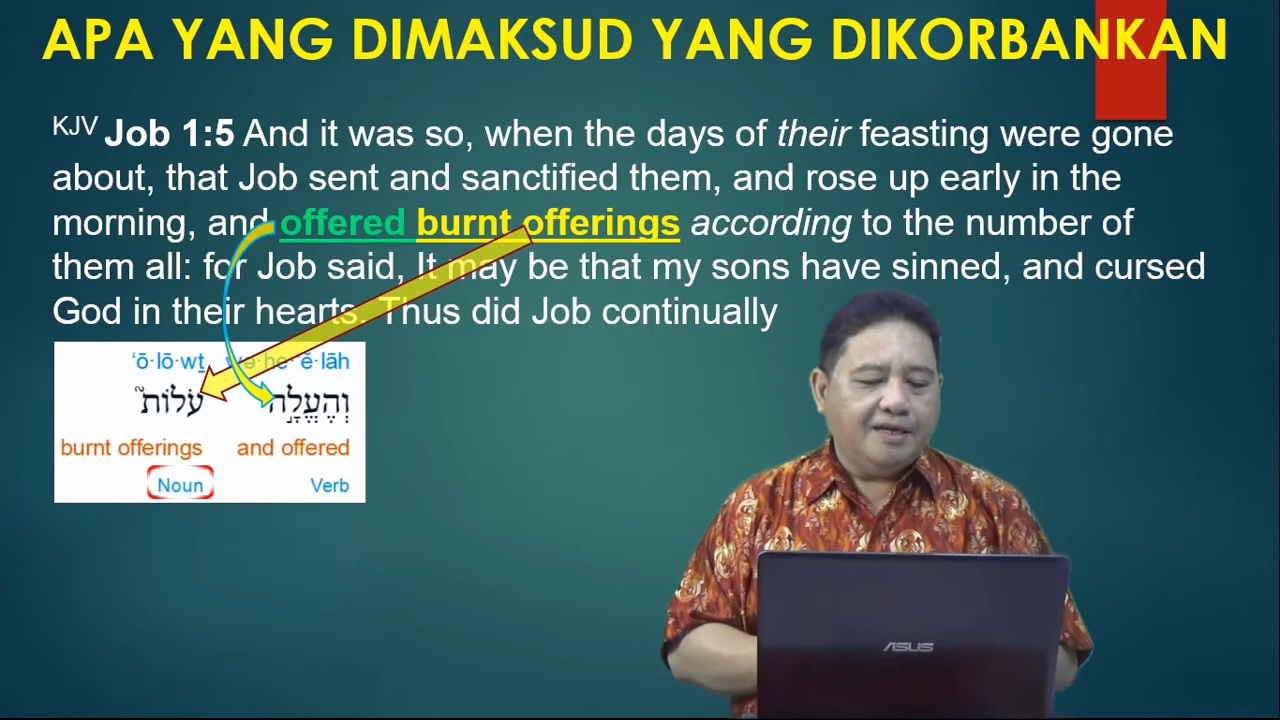 APA YANG DIMAKSUD YANG DIKORBANKAN
KJV Job 1:5 And it was so, when the days of their feasting were gone
about, that Job sent and sanctified them, and rose up early in the
morning, and offered burnt offerings according to the number of
them all: for Job said, It may be that my sons have sinned, and cursed
God in their hearts. Thus did Job continually
‘ō·lō·wṯ wə·he·‘ĕ·lāh
וְהֶעֱלָ֣ה עֹלוֹת֮
burnt offerings and offered
Noun Verb
ASUS